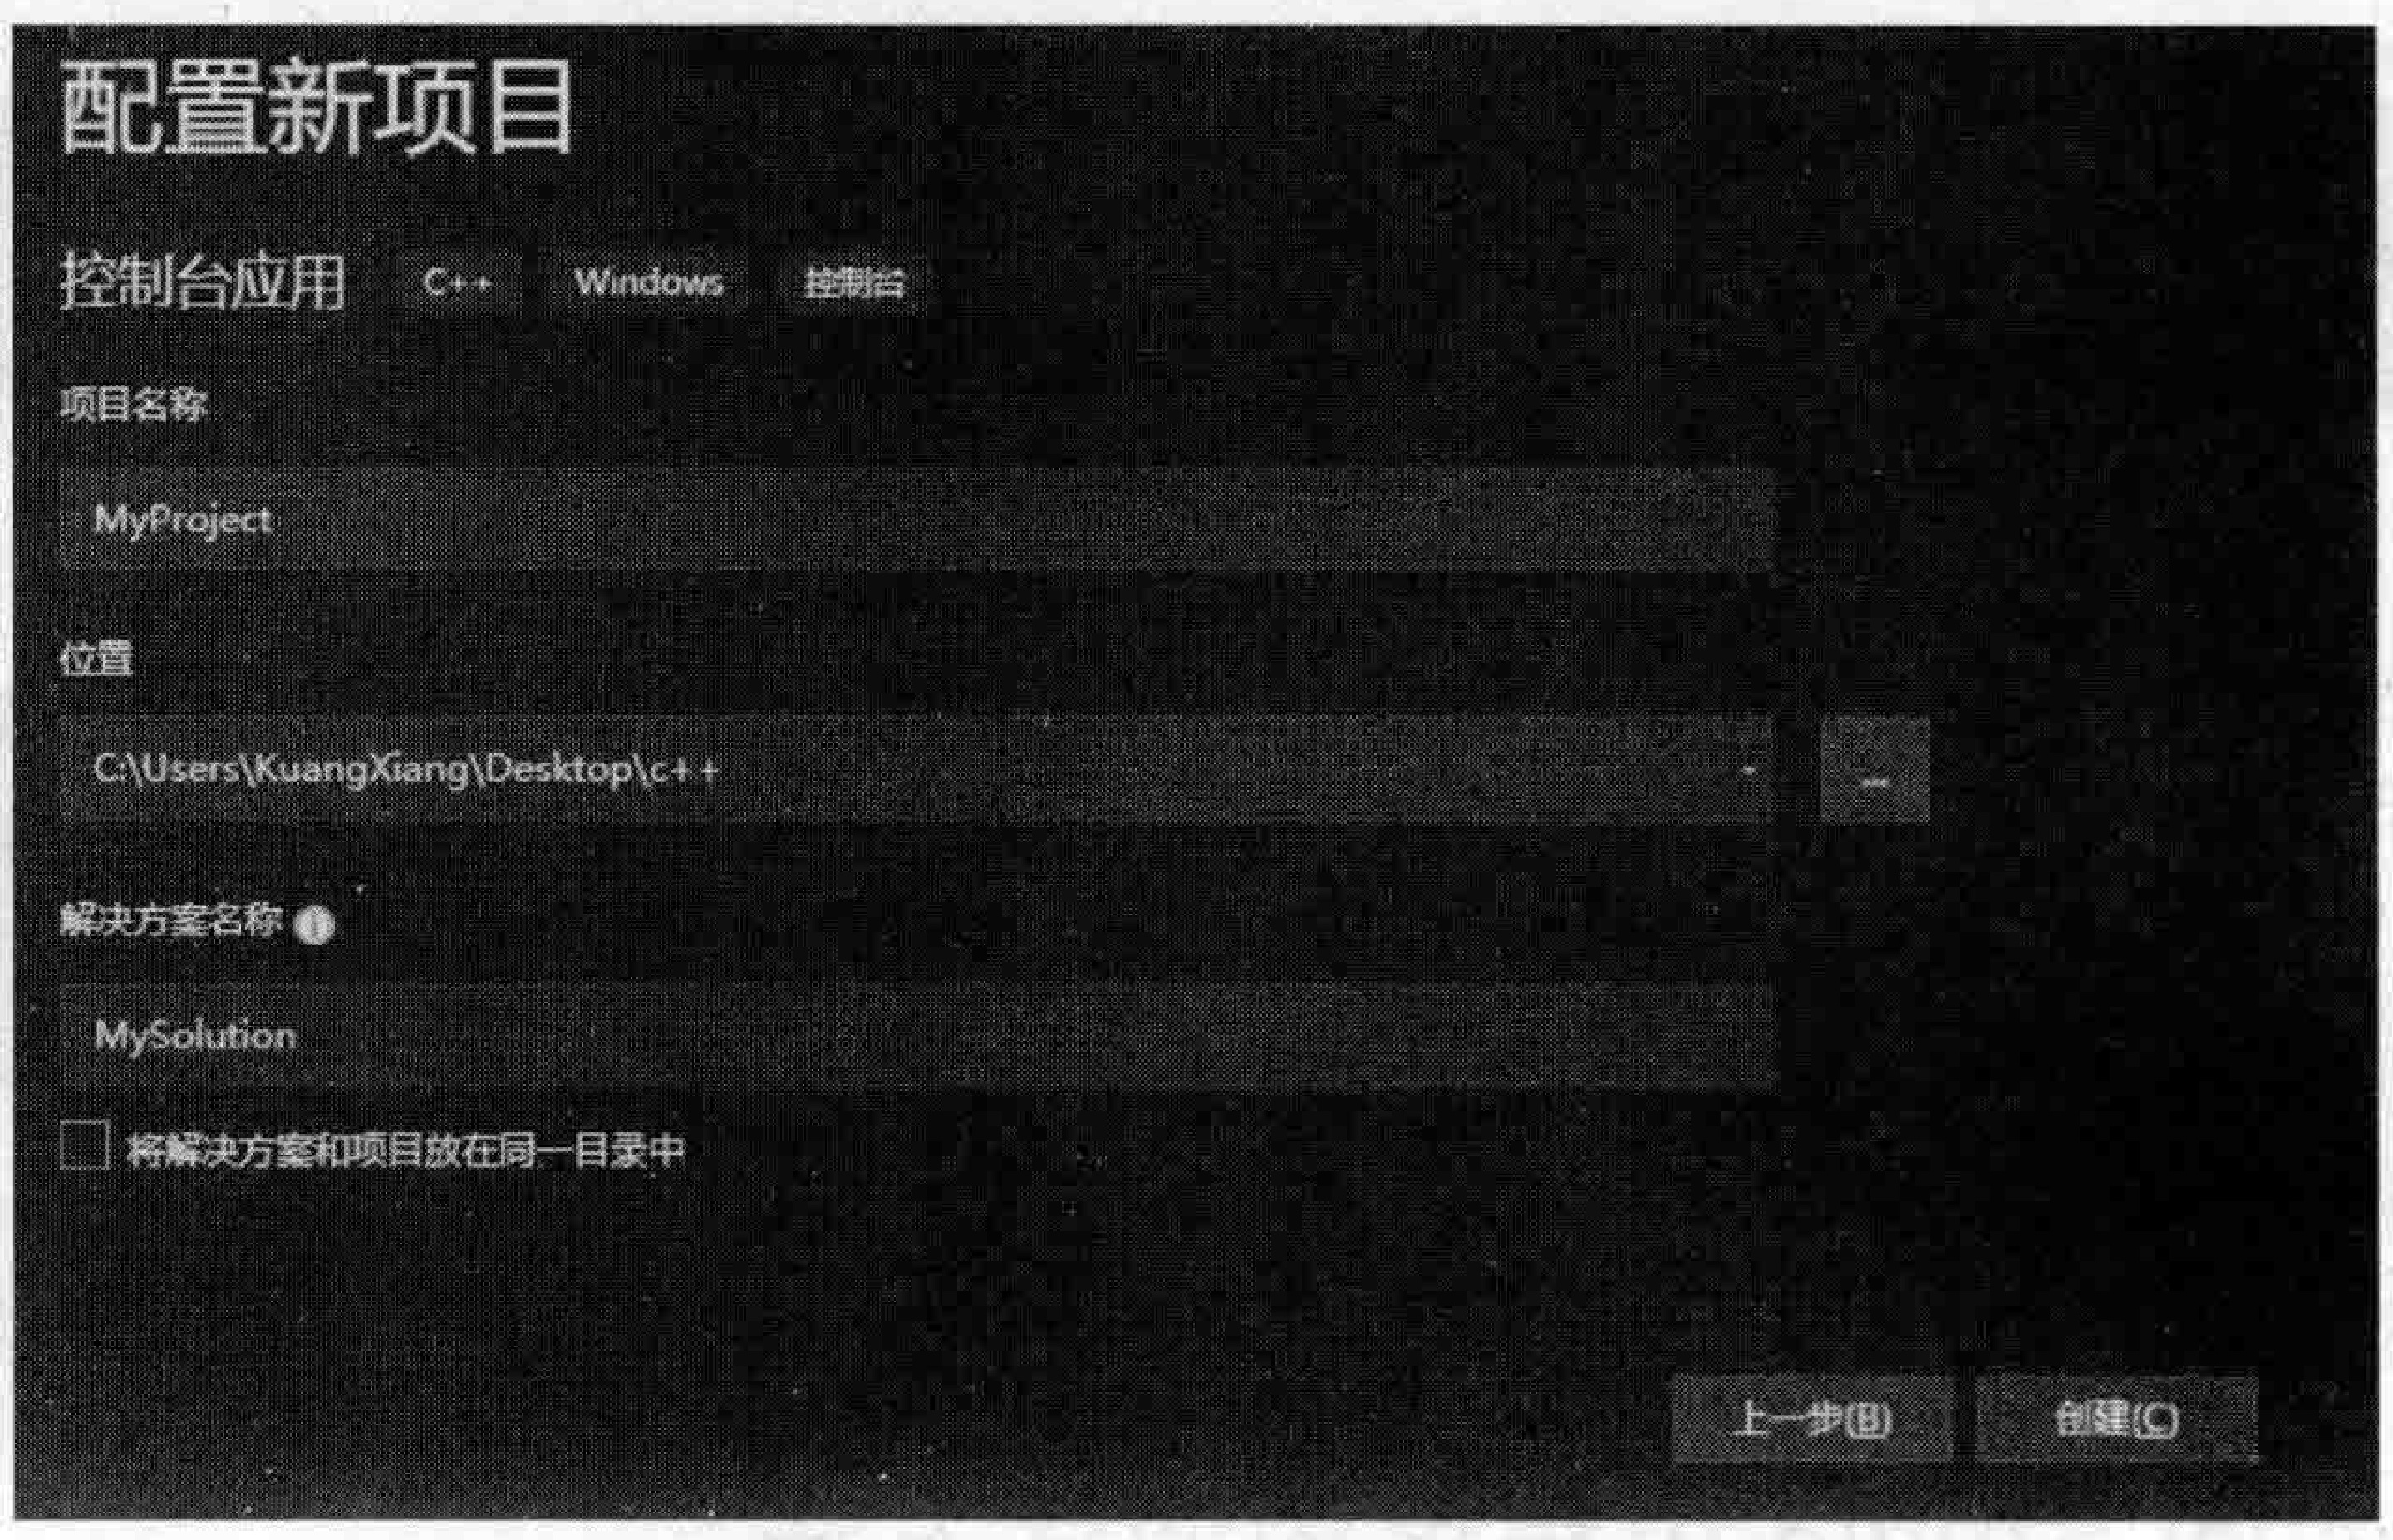 配置新项目
控制台应用 C++ Windows 控制台
项目名称
MyProject
位置
C:\Users\KuangXiang\Desktop\c++
...
解决方案名称
MySolution
将解决方案和项目放在同一目录中
上一步(B) 创建(C)